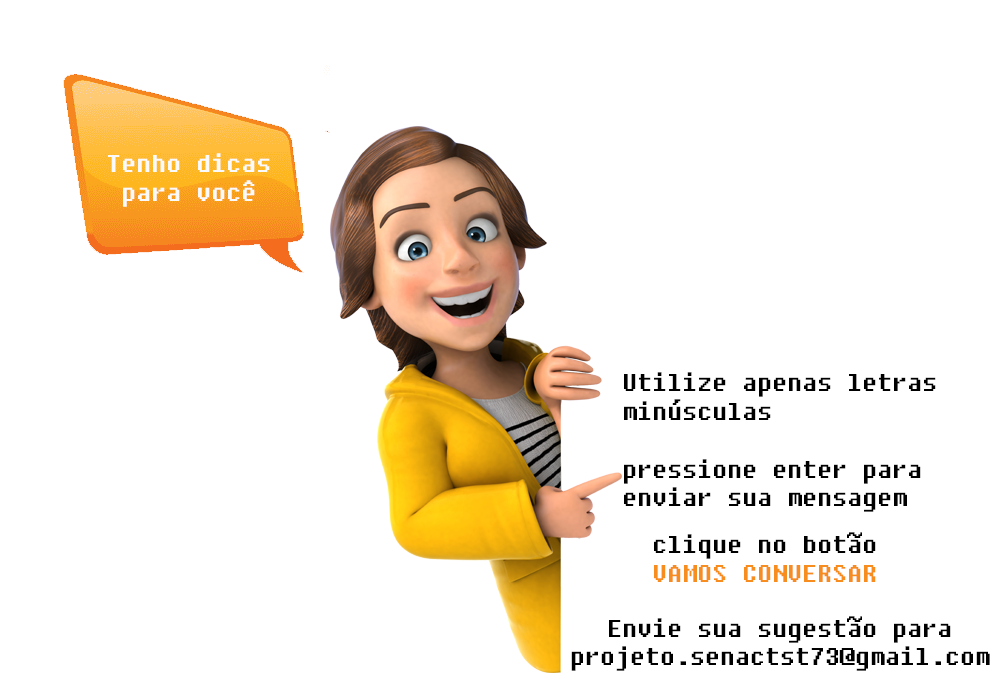 Tenho dicas
para você
Utilize apenas letras
minúsculas
pressione enter para
enviar sua mensagem
clique no botão
VAMOS CONVERSAR
Envie sua sugestão para
projeto.senactst73@gmail.com